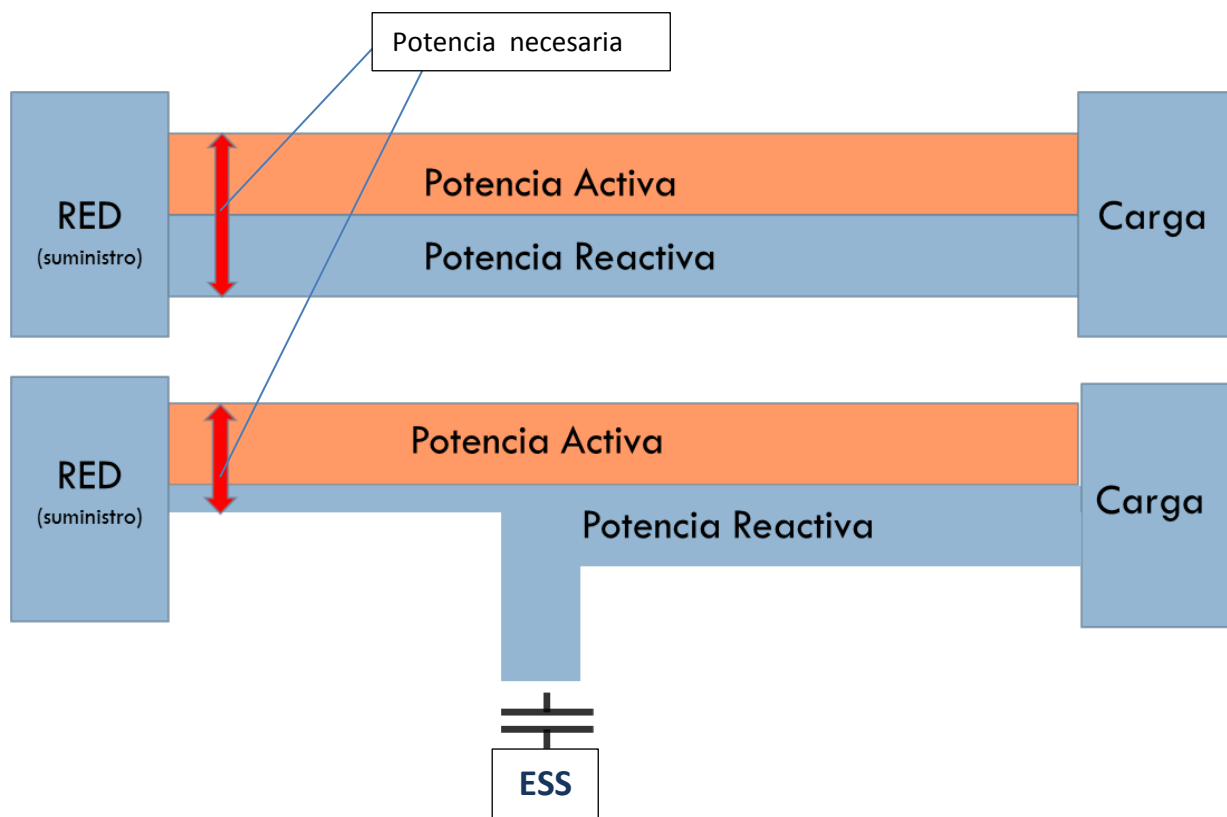 Potencia necesaria
RED
(suministro)
Potencia Activa
Potencia Reactiva
Carga
RED
(suministro)
Potencia Activa
Potencia Reactiva
Carga
ESS